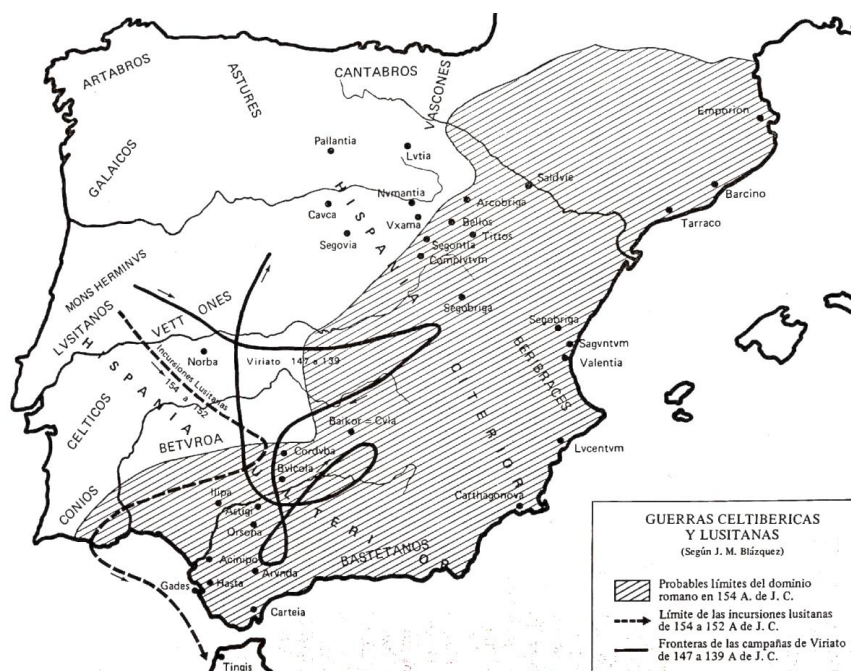 ARTABROS
ASTURES
CANTABROS
VASCONES
GALAICOS
Pallantia
Lvtia
Emporion
Saldvie
Barcino
Tarraco
Nvmantia
Arcobriga
Cavca
Vxama
Bellos
Segovia
Segontia
Tittos
Complvtvm
HISPANIA
MONS HERMINVS
LVSITANOS
VETTONES
Segobriga
Segobriga
Sagvntvm
Valentia
BERIBRACES
CITERIOR
Norba
Viriato 147 a 139
Incursiones Lusitanas
154 a 152
HISPANIA
CELTICOS
BETVROA
Baikor = Cvla
Cordvba
Bvlcola
Lvcentvm
ULTERIOR
Ilipa
Astigi
Orsona
Carthagonova
CONIOS
BASTETANOS
Acinipo
Arvnda
Gades
Hasta
Carteia
Tingis
GUERRAS CELTIBERICAS
Y LUSITANAS
(Según J. M. Blázquez)
Probables límites del dominio
romano en 154 A. de J. C.
Límite de las incursiones lusitanas
de 154 a 152 A de J. C.
Fronteras de las campañas de Viriato
de 147 a 139 A de J. C.